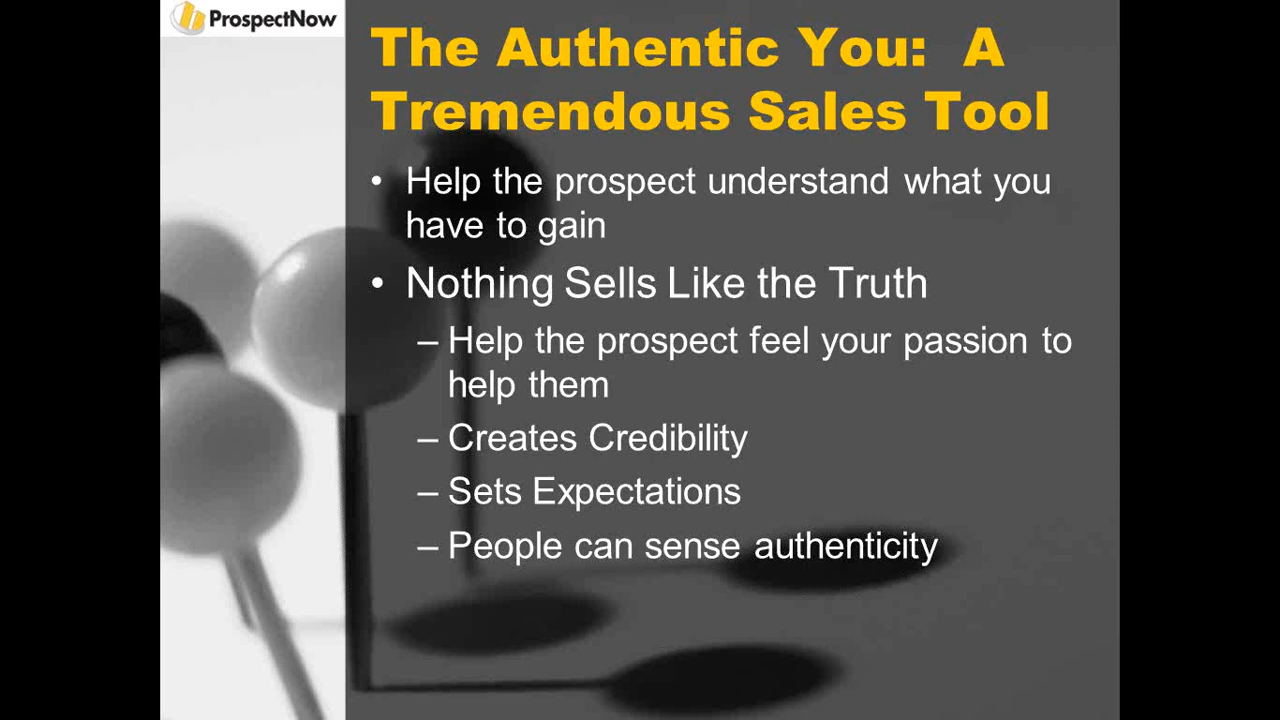 ProspectNow
The Authentic You:  A
Tremendous Sales Tool
• Help the prospect understand what you
have to gain
• Nothing Sells Like the Truth
– Help the prospect feel your passion to
help them
– Creates Credibility
– Sets Expectations
– People can sense authenticity